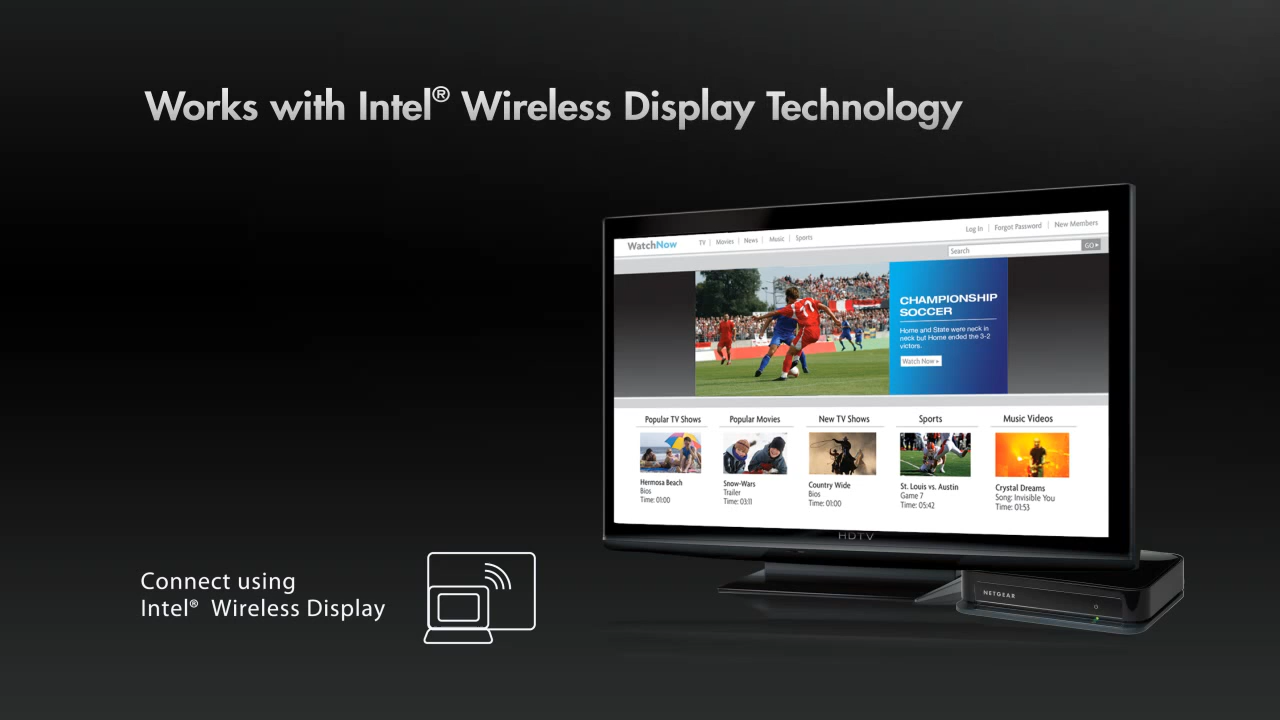 Works with Intel® Wireless Display Technology
WatchNow
TV | Movies | News | Music | Sports
Log In | Forgot Password | New Members
Search
GO
CHAMPIONSHIP
SOCCER
Home and State were neck in
neck but Home ended the 3-2
victors.
Watch Now
17
Popular TV Shows
Popular Movies
New TV Shows
Sports
Music Videos
Hermosa Beach
Bios
Time: 01:00
Snow-Wars
Trailer
Time: 03:11
Country Wide
Bios
Time: 01:00
St. Louis vs. Austin
Game 7
Time: 05:42
Crystal Dreams
Song: Invisible You
Time: 01:53
HDTV
NETGEAR
Connect using
Intel® Wireless Display